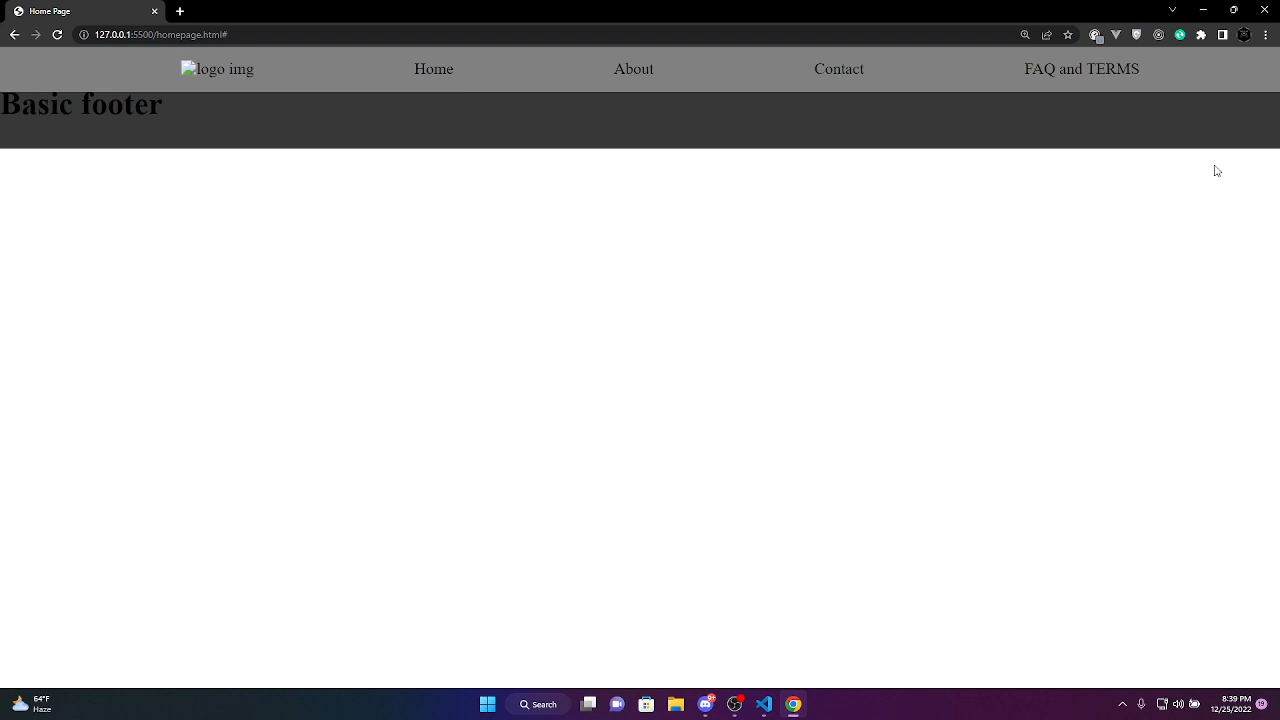 Home Page
127.0.0.1:5500/homepage.html#
logo img Home About Contact FAQ and TERMS
Basic footer
64°F
Haze
Search
9+
8:39 PM
12/25/2022